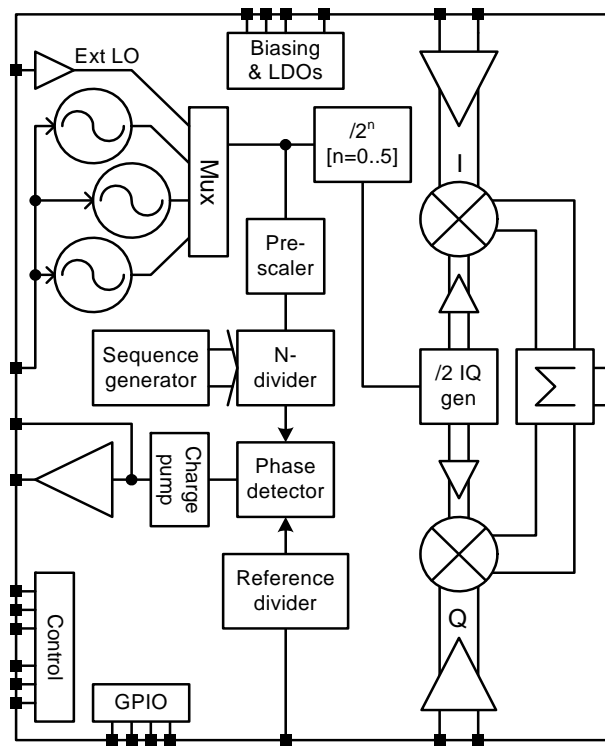 Ext LO
Biasing
& LDOs
/2ⁿ
[n=0..5]
Mux
I
Pre-
scaler
Sequence
generator
N-
divider
/2 IQ
gen
Σ
Charge
pump
Phase
detector
Reference
divider
Control
Q
GPIO